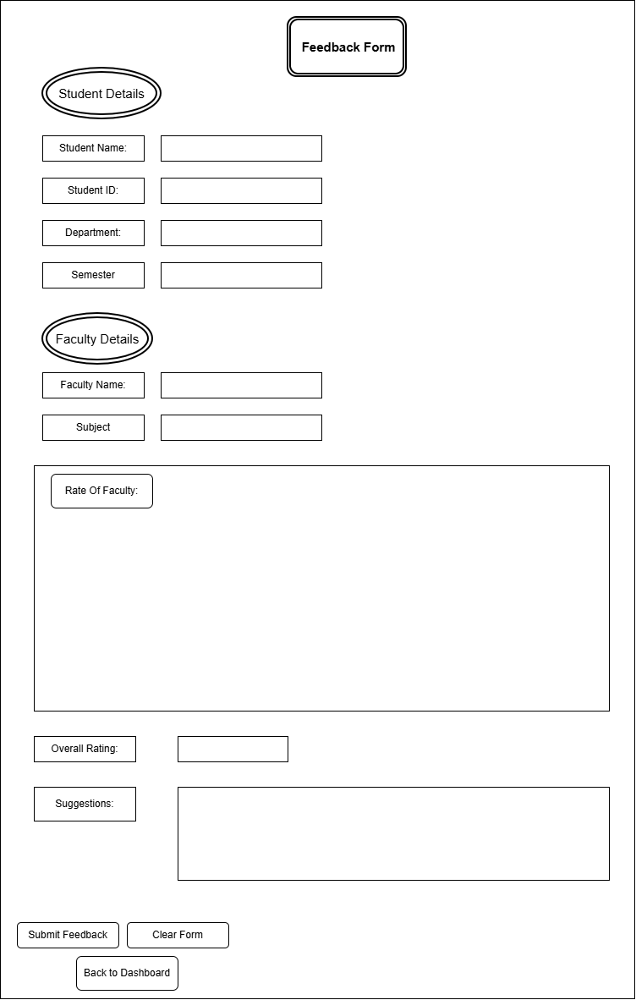 Feedback Form
Student Details
Student Name:
Student ID:
Department:
Semester
Faculty Details
Faculty Name:
Subject
Rate Of Faculty:
Overall Rating:
Suggestions:
Submit Feedback
Clear Form
Back to Dashboard